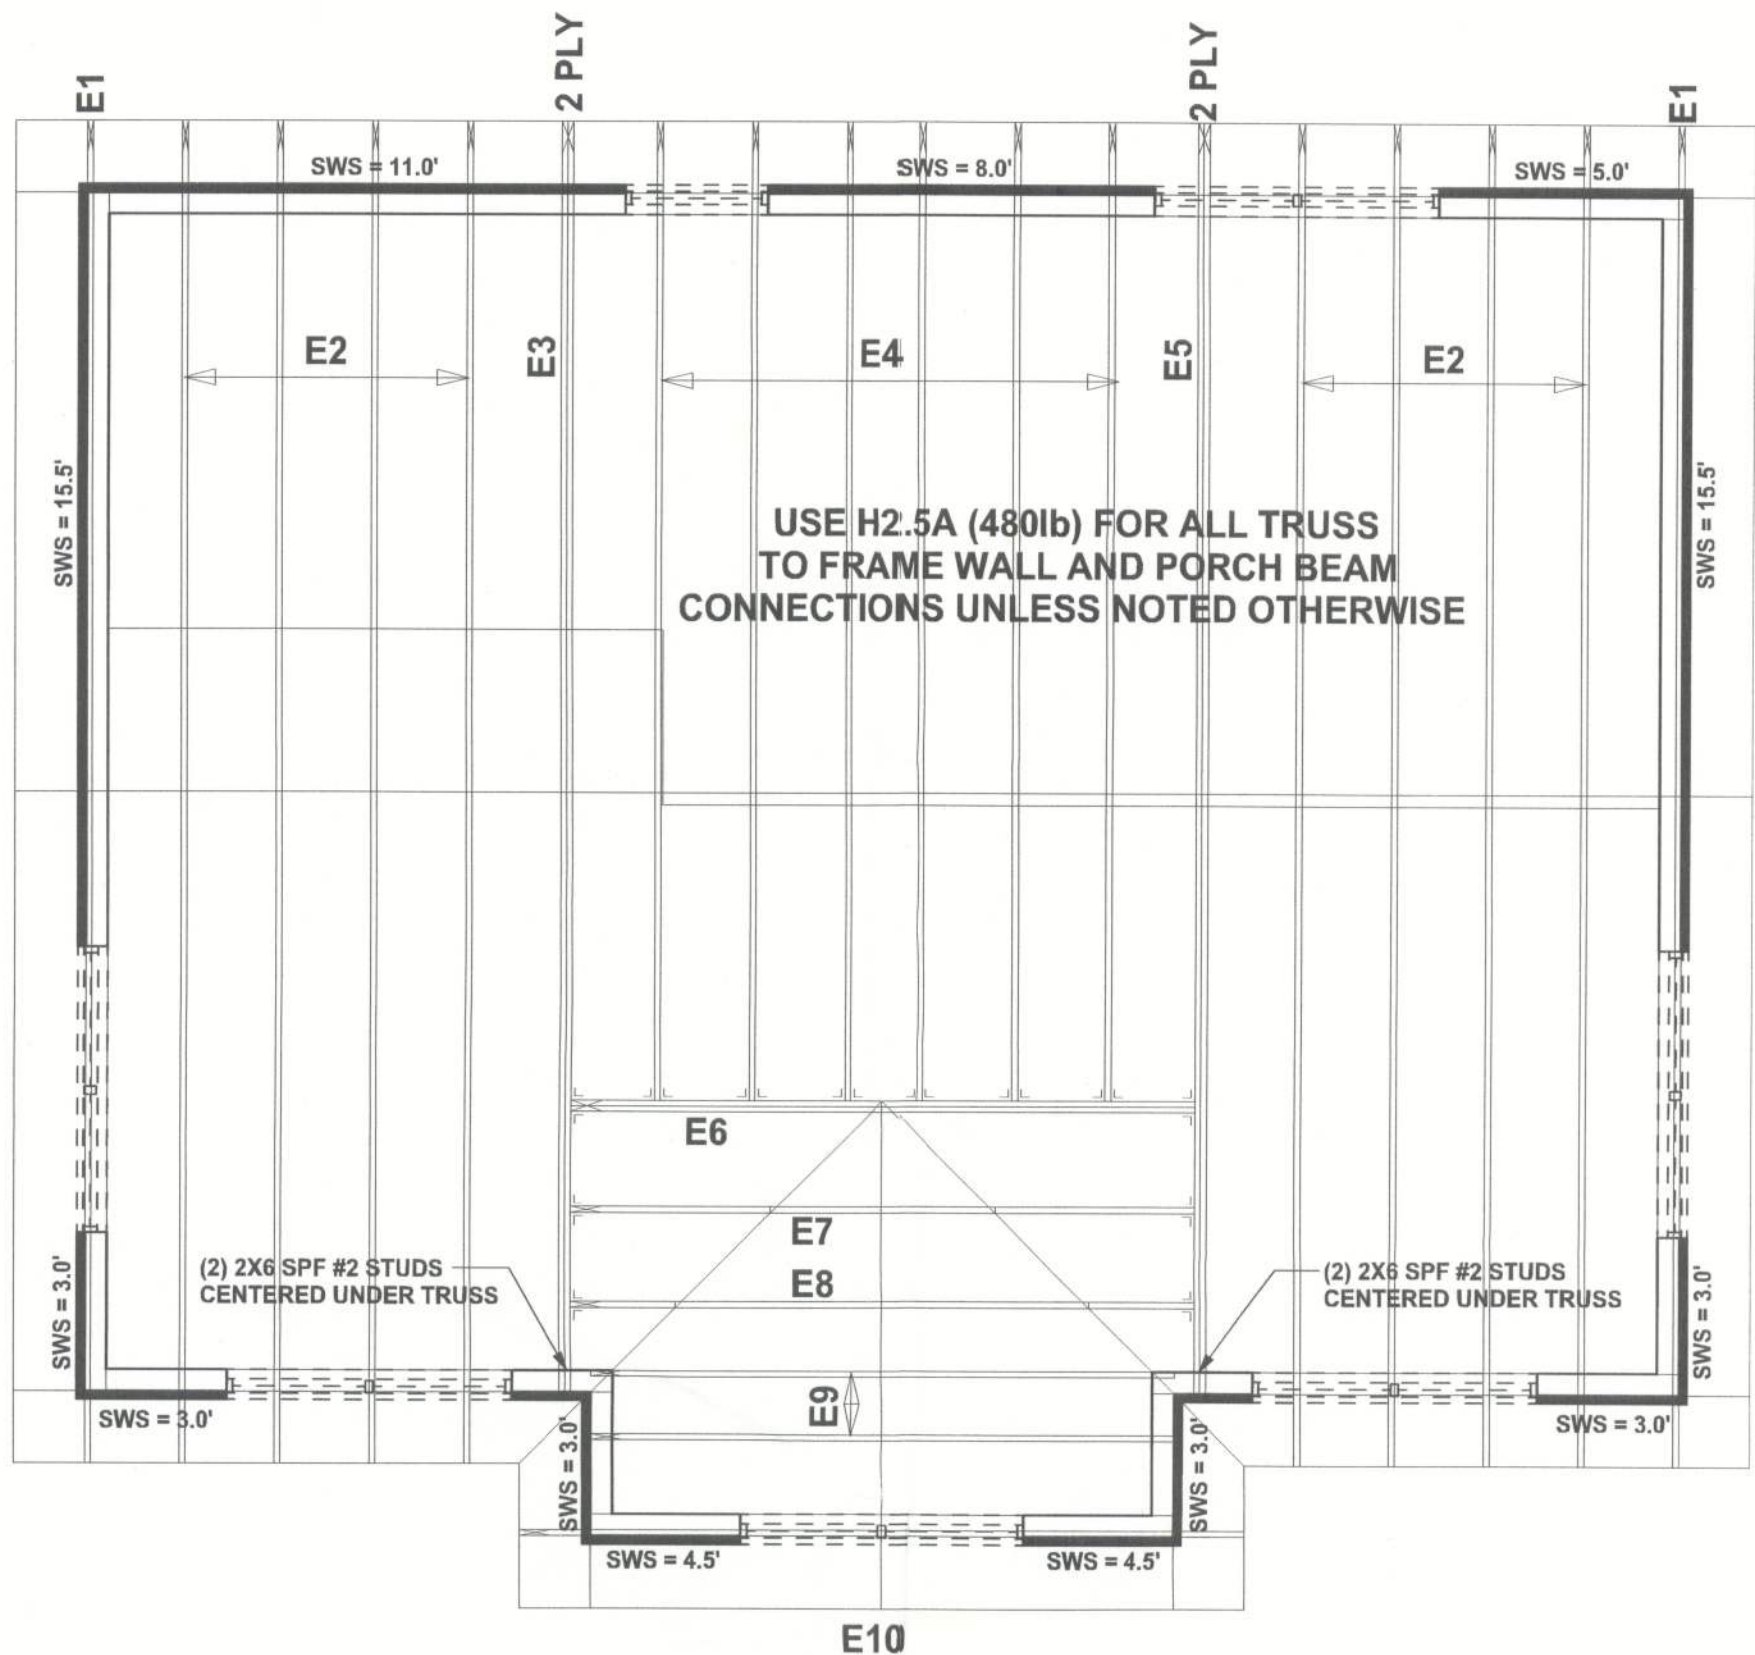 E1
2 PLY
2 PLY
E1
SWS = 11.0'
SWS = 8.0'
SWS = 5.0'
E2
E3
E4
E5
E2
SWS = 15.5'
SWS = 15.5'
USE H2.5A (480lb) FOR ALL TRUSS
TO FRAME WALL AND PORCH BEAM
CONNECTIONS UNLESS NOTED OTHERWISE
E6
E7
E8
(2) 2X6 SPF #2 STUDS
CENTERED UNDER TRUSS
(2) 2X6 SPF #2 STUDS
CENTERED UNDER TRUSS
SWS = 3.0'
SWS = 3.0'
E9
SWS = 3.0'
SWS = 3.0'
SWS = 3.0'
SWS = 3.0'
SWS = 4.5'
SWS = 4.5'
E10